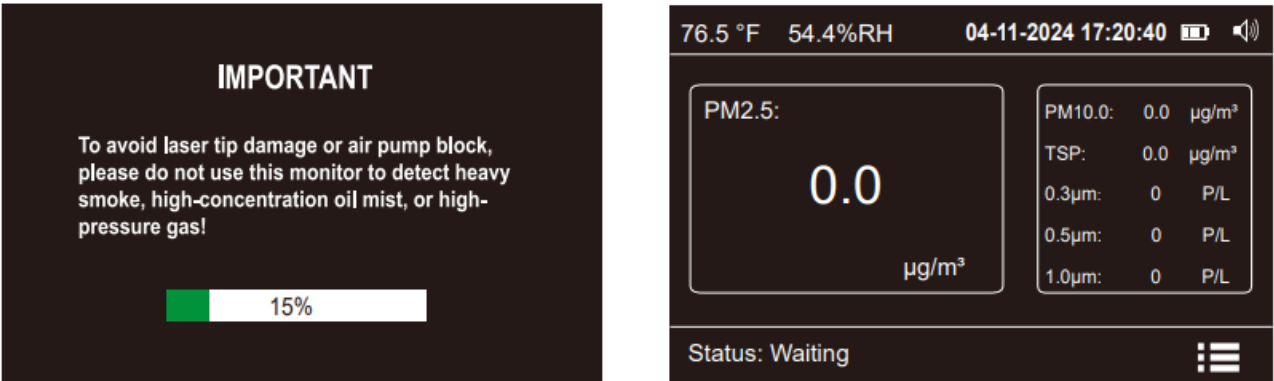 IMPORTANT
To avoid laser tip damage or air pump block,
please do not use this monitor to detect heavy
smoke, high-concentration oil mist, or high-
pressure gas!
15%
76.5 °F 54.4%RH 04-11-2024 17:20:40
PM2.5:
0.0
µg/m³
PM10.0: 0.0 µg/m³
TSP: 0.0 µg/m³
0.3µm: 0 P/L
0.5µm: 0 P/L
1.0µm: 0 P/L
Status: Waiting